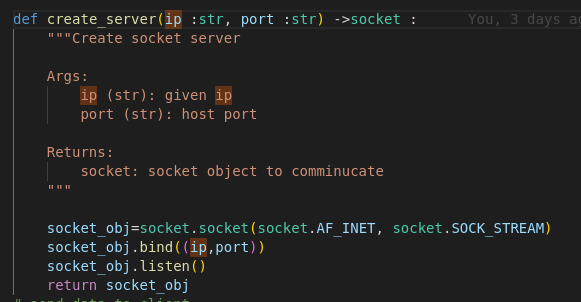 def create_server(ip :str, port :str) ->socket :    You, 3 days ag
    """Create socket server

    Args:
        ip (str): given ip
        port (str): host port

    Returns:
        socket: socket object to comminucate
    """

    socket_obj=socket.socket(socket.AF_INET, socket.SOCK_STREAM)
    socket_obj.bind((ip,port))
    socket_obj.listen()
    return socket_obj
# send data to client